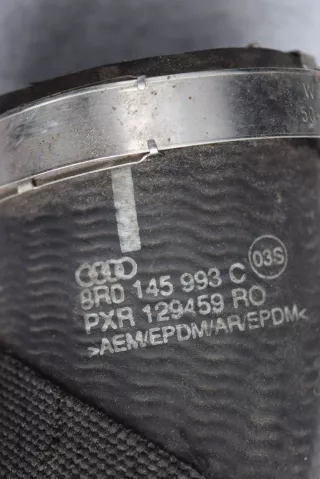 03S
8R0 145 993 C
PXR 129459 RO
>AEM/EPDM/AR/EPDM<